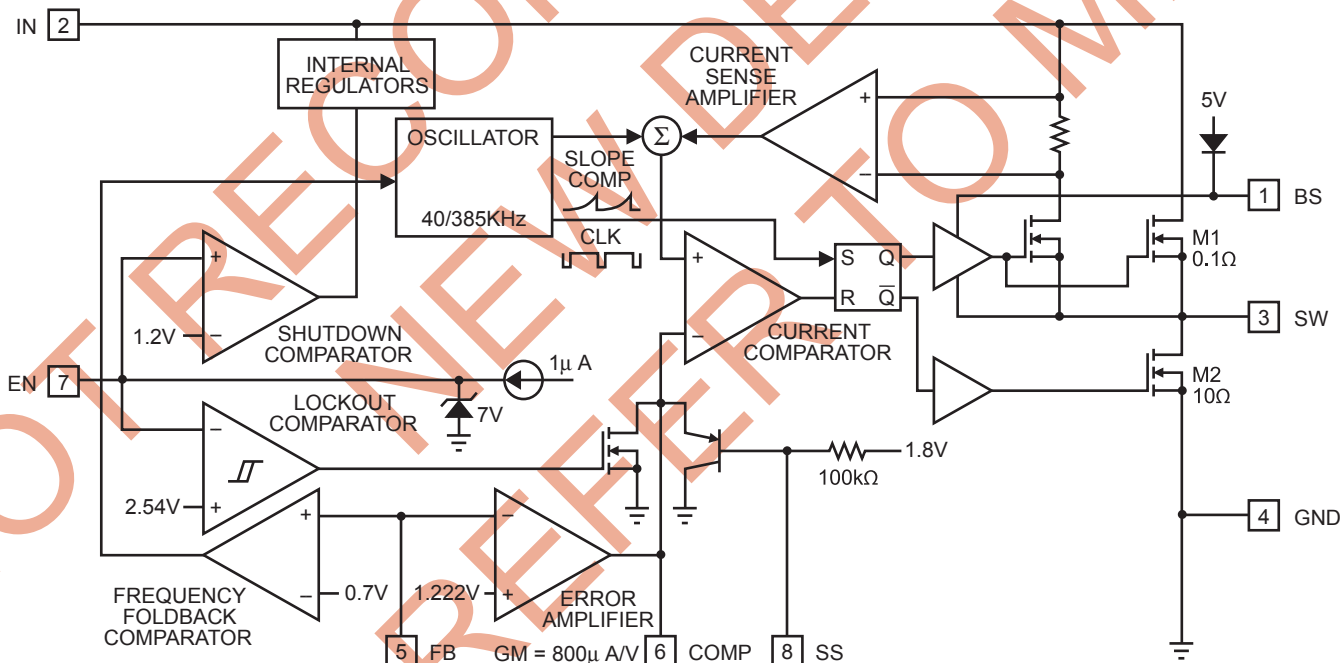 IN 2
INTERNAL
REGULATORS
CURRENT
SENSE
AMPLIFIER
+
−
5V
OSCILLATOR
40/385KHz
Σ
SLOPE
COMP
CLK
1 BS
M1
0.1Ω
+
−
1.2V
SHUTDOWN
COMPARATOR
+
−
CURRENT
COMPARATOR
S Q
R Q̅
3 SW
EN 7
1µ A
7V
LOCKOUT
COMPARATOR
−
+
2.54V
M2
10Ω
1.8V
100kΩ
+
−
0.7V
FREQUENCY
FOLDBACK
COMPARATOR
−
+
1.222V
ERROR
AMPLIFIER
4 GND
5 FB
GM = 800µ A/V
6 COMP
8 SS